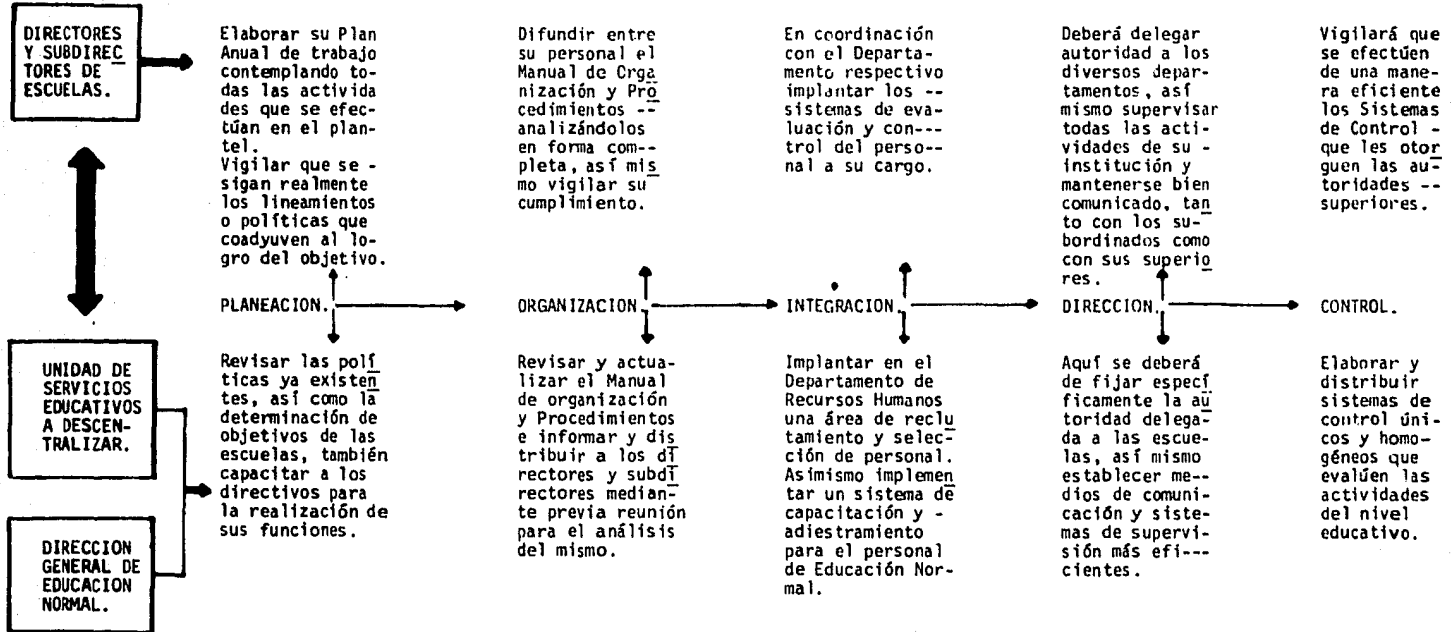 DIRECTORES
Y SUBDIREC
TORES DE
ESCUELAS.
Elaborar su Plan
Anual de trabajo
contemplando to-
das las activida
des que se efec-
túan en el plan-
tel.
Vigilar que se -
sigan realmente
los lineamientos
o políticas que
coadyuven al lo-
gro del objetivo.
Difundir entre
su personal el
Manual de Orga
nización y Pro
cedimientos --
analizándolos
en forma com--
pleta, así mis
mo vigilar su
cumplimiento.
En coordinación
con el Departa-
mento respectivo
implantar los --
sistemas de eva-
luación y con---
trol del perso--
nal a su cargo.
Deberá delegar
autoridad a los
diversos depar-
tamentos, así
mismo supervisar
todas las acti-
vidades de su -
institución y
mantenerse bien
comunicado, tan
to con los su-
bordinados como
con sus superio
res.
Vigilará que
se efectúen
de una mane-
ra eficiente
los Sistemas
de Control -
que les otor
guen las au-
toridades --
superiores.
PLANEACION.
ORGANIZACION.
INTEGRACION.
DIRECCION.
CONTROL.
UNIDAD DE
SERVICIOS
EDUCATIVOS
A DESCEN-
TRALIZAR.
DIRECCION
GENERAL DE
EDUCACION
NORMAL.
Revisar las polí
ticas ya existen
tes, así como la
determinación de
objetivos de las
escuelas, también
capacitar a los
directivos para
la realización de
sus funciones.
Revisar y actua-
lizar el Manual
de organización
y Procedimientos
e informar y dis
tribuir a los di
rectores y subdi
rectores median-
te previa reunión
para el análisis
del mismo.
Implantar en el
Departamento de
Recursos Humanos
una área de reclu
tamiento y selec-
ción de personal.
Asimismo implemen
tar un sistema de
capacitación y -
adiestramiento
para el personal
de Educación Nor-
mal.
Aquí se deberá
de fijar especí
ficamente la au
toridad delega-
da a las escue-
las, así mismo
establecer me--
dios de comuni-
cación y siste-
mas de supervi-
sión más efi---
cientes.
Elaborar y
distribuir
sistemas de
control úni-
cos y homo-
géneos que
evalúen las
actividades
del nivel
educativo.